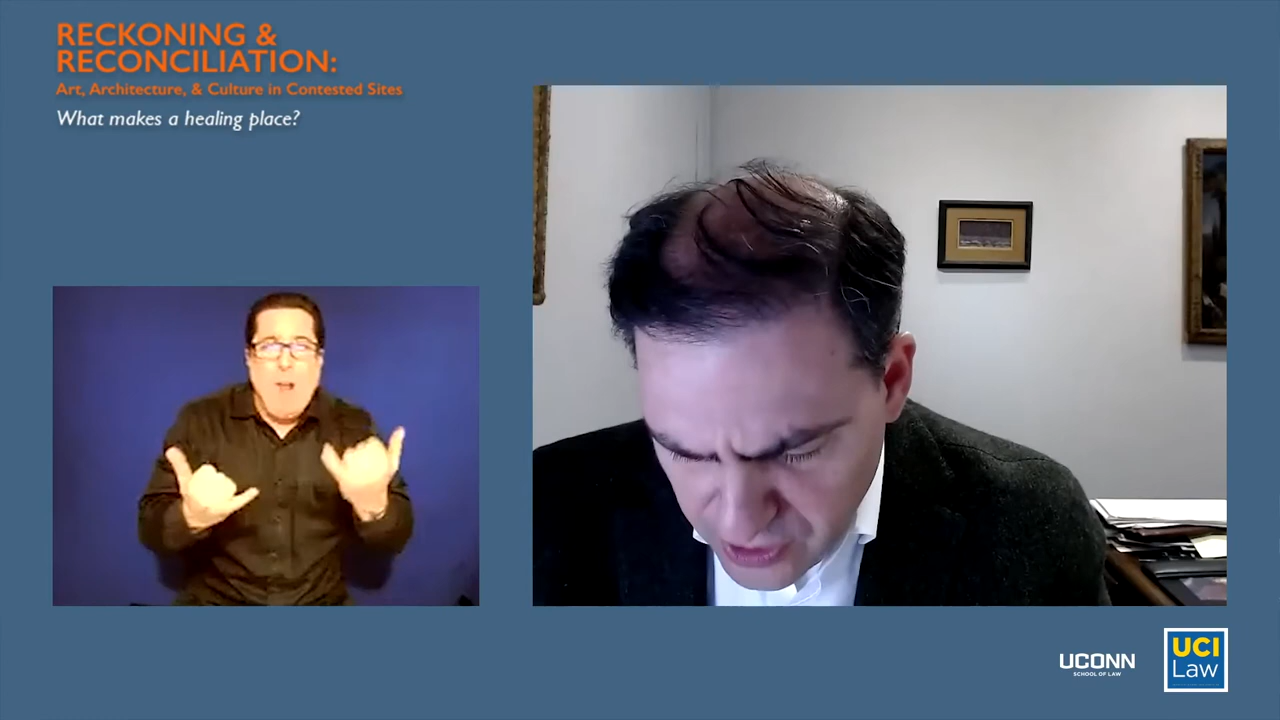 RECKONING &
RECONCILIATION:
Art, Architecture, & Culture in Contested Sites
What makes a healing place?
UCONN
SCHOOL OF LAW
UCI
Law